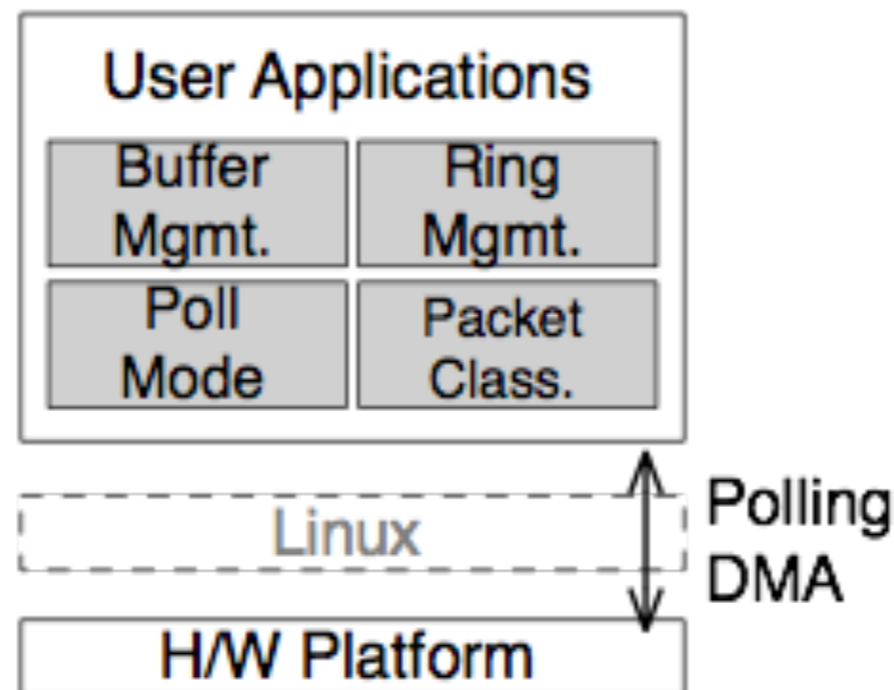 User Applications
Buffer
Mgmt.
Ring
Mgmt.
Poll
Mode
Packet
Class.
Linux
Polling
DMA
H/W Platform